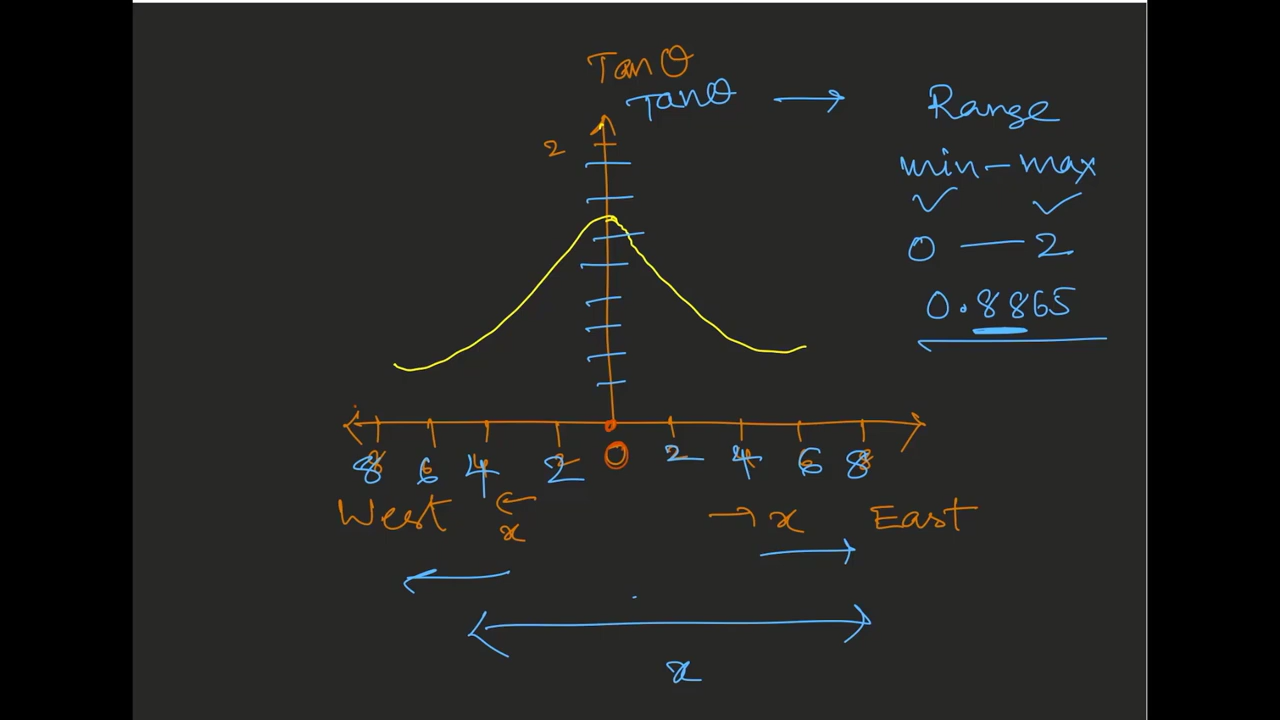 Tanθ
Tanθ → Range
2
min - max
✓ ✓
0 — 2
0.8865
8 6 4 2 0 2 4 6 8
West ← x → x East
x